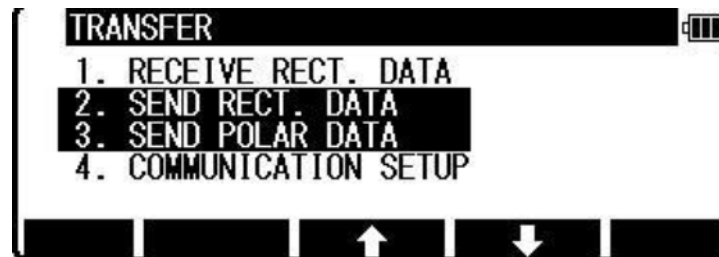 TRANSFER
1. RECEIVE RECT. DATA
2. SEND RECT. DATA
3. SEND POLAR DATA
4. COMMUNICATION SETUP